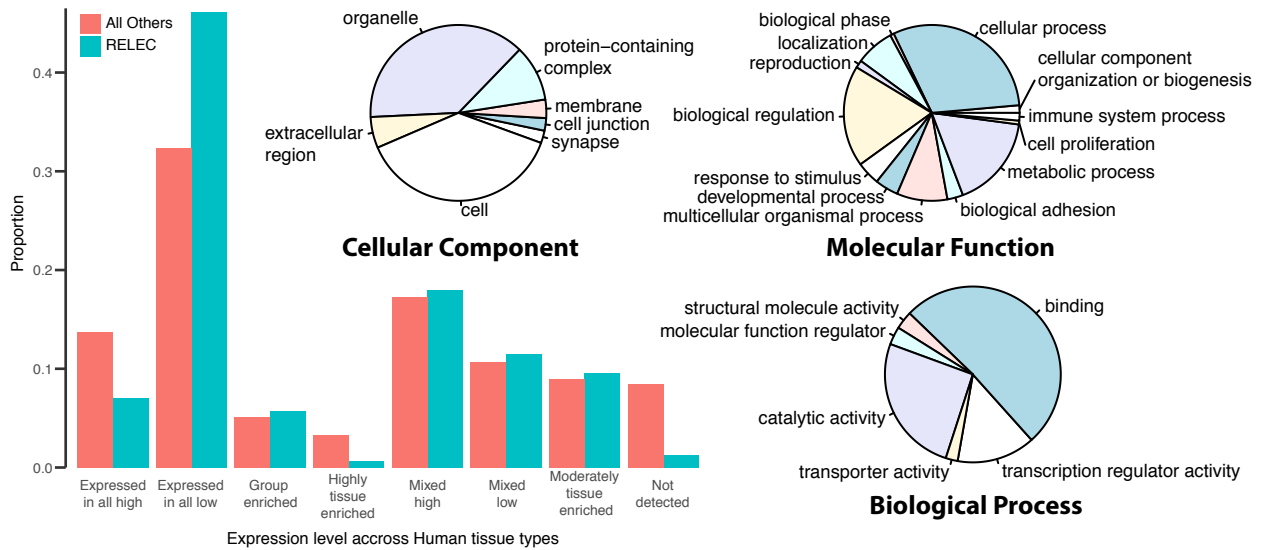 All Others
RELEC
Proportion
0.4
0.3
0.2
0.1
0.0
Expressed
in all high
Expressed
in all low
Group
enriched
Highly
tissue
enriched
Mixed
high
Mixed
low
Moderately
tissue
enriched
Not
detected
Expression level accross Human tissue types
organelle
protein−containing
complex
membrane
cell junction
synapse
extracellular
region
cell
Cellular Component
biological phase
localization
reproduction
biological regulation
response to stimulus
developmental process
multicellular organismal process
cellular process
cellular component
organization or biogenesis
immune system process
cell proliferation
metabolic process
biological adhesion
Molecular Function
structural molecule activity
molecular function regulator
catalytic activity
transporter activity
binding
transcription regulator activity
Biological Process